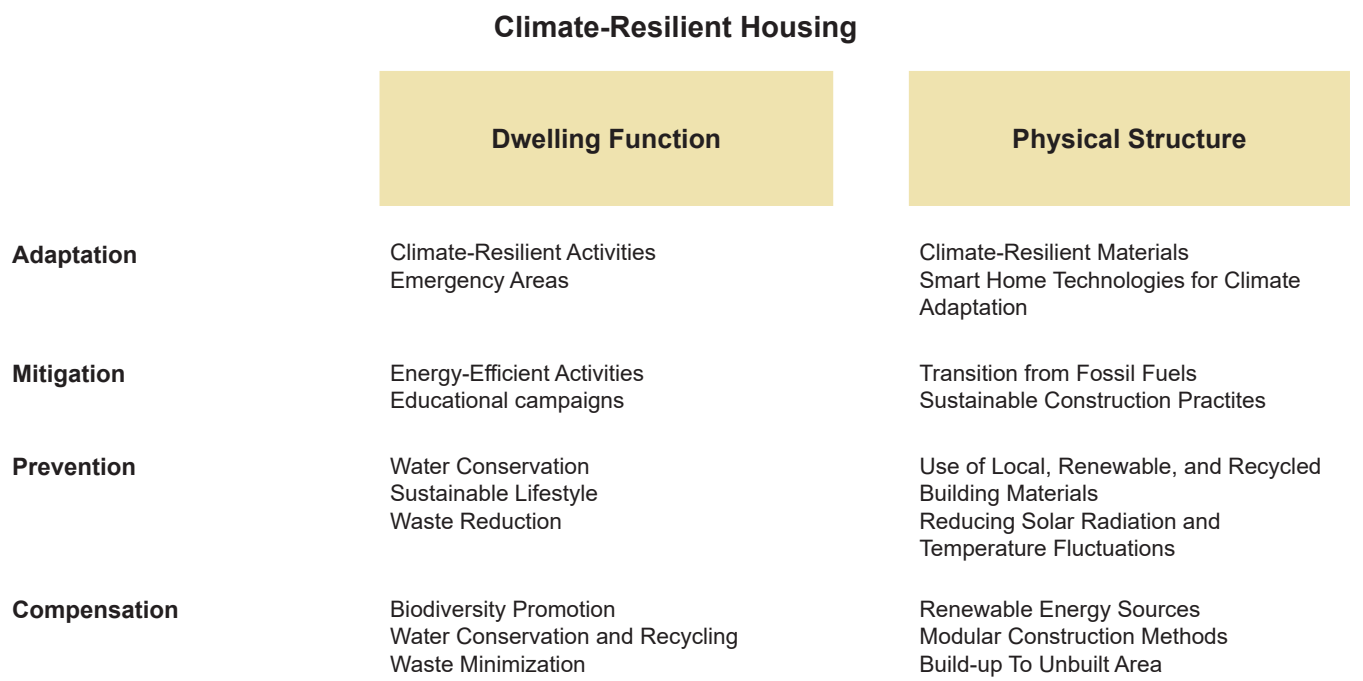 Climate-Resilient Housing
Dwelling Function
Physical Structure
Adaptation
Climate-Resilient Activities
Emergency Areas
Climate-Resilient Materials
Smart Home Technologies for Climate
Adaptation
Mitigation
Energy-Efficient Activities
Educational campaigns
Transition from Fossil Fuels
Sustainable Construction Practites
Prevention
Water Conservation
Sustainable Lifestyle
Waste Reduction
Use of Local, Renewable, and Recycled
Building Materials
Reducing Solar Radiation and
Temperature Fluctuations
Compensation
Biodiversity Promotion
Water Conservation and Recycling
Waste Minimization
Renewable Energy Sources
Modular Construction Methods
Build-up To Unbuilt Area